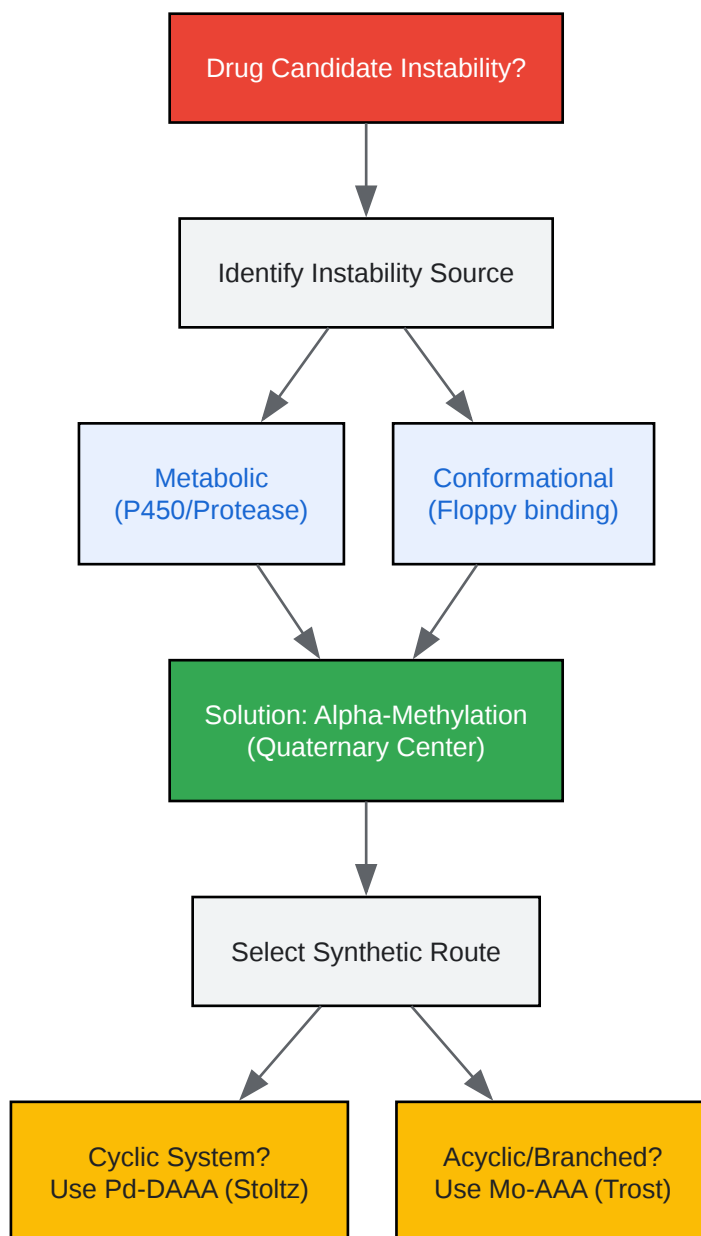 Drug Candidate Instability?
Identify Instability Source
Metabolic
(P450/Protease)
Conformational
(Floppy binding)
Solution: Alpha-Methylation
(Quaternary Center)
Select Synthetic Route
Cyclic System?
Use Pd-DAAA (Stoltz)
Acyclic/Branched?
Use Mo-AAA (Trost)